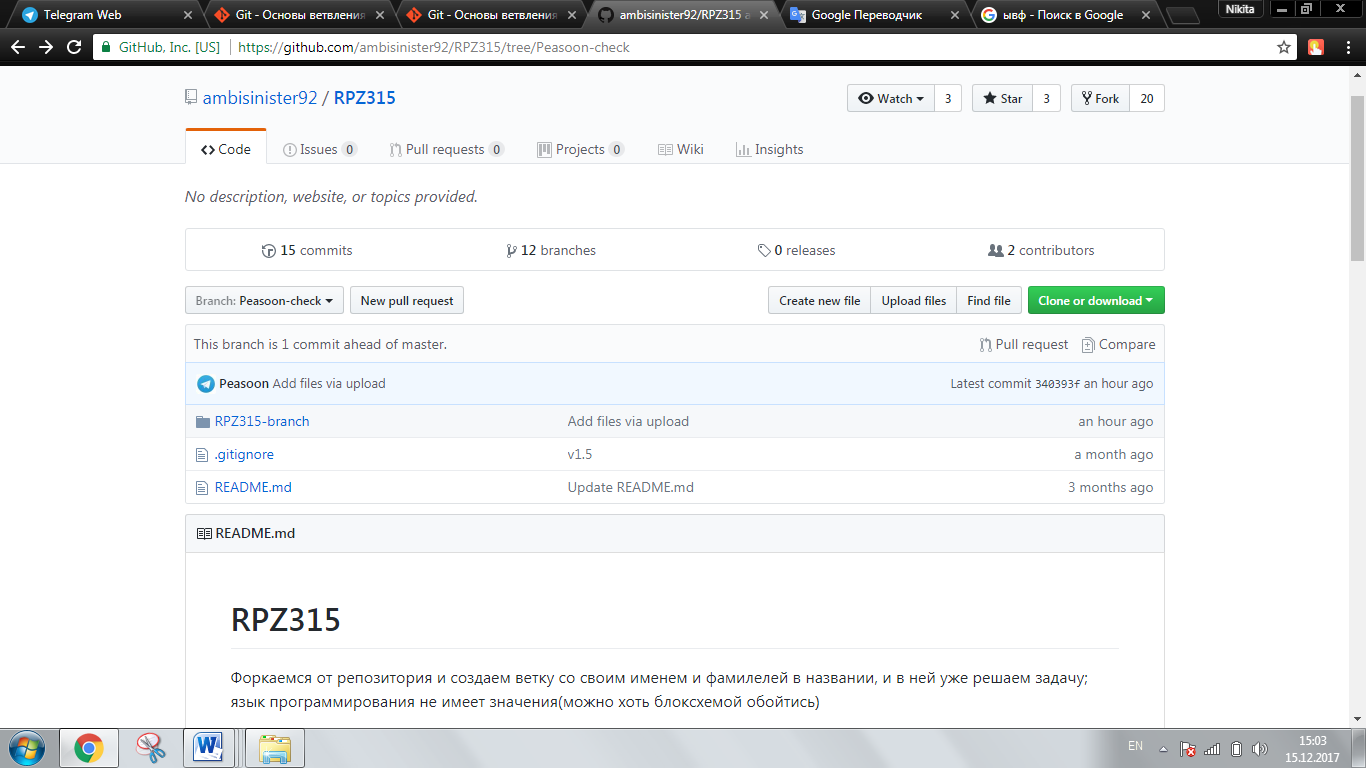 Telegram Web
Git - Основы ветвления
Git - Основы ветвления
ambisinister92/RPZ315 a
Google Переводчик
ывф - Поиск в Google
Nikita
GitHub, Inc. [US]
https://github.com/ambisinister92/RPZ315/tree/Peasoon-check
ambisinister92 / RPZ315
Watch 3
Star 3
Fork 20
Code
Issues 0
Pull requests 0
Projects 0
Wiki
Insights
No description, website, or topics provided.
15 commits
12 branches
0 releases
2 contributors
Branch: Peasoon-check
New pull request
Create new file
Upload files
Find file
Clone or download
This branch is 1 commit ahead of master.
Pull request
Compare
Peasoon Add files via upload
Latest commit 340393f an hour ago
RPZ315-branch
Add files via upload
an hour ago
.gitignore
v1.5
a month ago
README.md
Update README.md
3 months ago
README.md
RPZ315
Форкаемся от репозитория и создаем ветку со своим именем и фамилелей в названии, и в ней уже решаем задачу;
язык программирования не имеет значения(можно хоть блоксхемой обойтись)
EN
15:03
15.12.2017